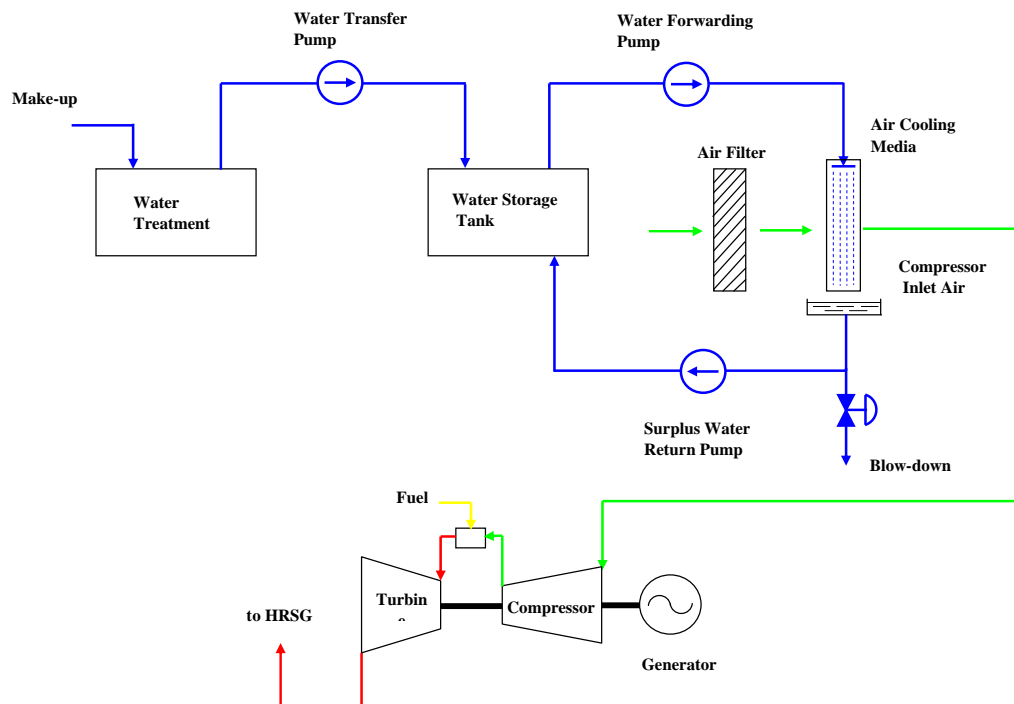 Water Transfer
Pump
Water Forwarding
Pump
Make-up
Air Cooling
Media
Air Filter
Water
Treatment
Water Storage
Tank
Compressor
Inlet Air
Surplus Water
Return Pump
Blow-down
Fuel
Turbin
Compressor
to HRSG
Generator